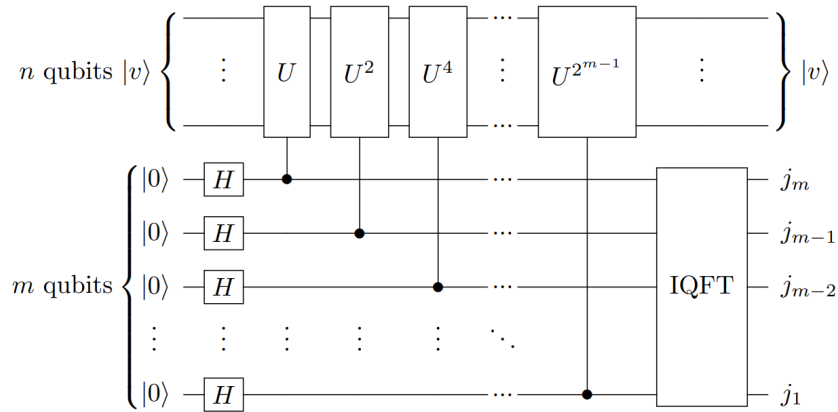 n qubits |v⟩ ⋮ U U² U⁴ ⋯ ⋮ ⋯ U^{2^{m−1}} ⋮ |v⟩
|0⟩ H ⋯ j_m
|0⟩ H ⋯ j_{m−1}
m qubits |0⟩ H ⋯ IQFT j_{m−2}
⋮ ⋮ ⋮ ⋮ ⋮ ⋱
|0⟩ H ⋯ j_1